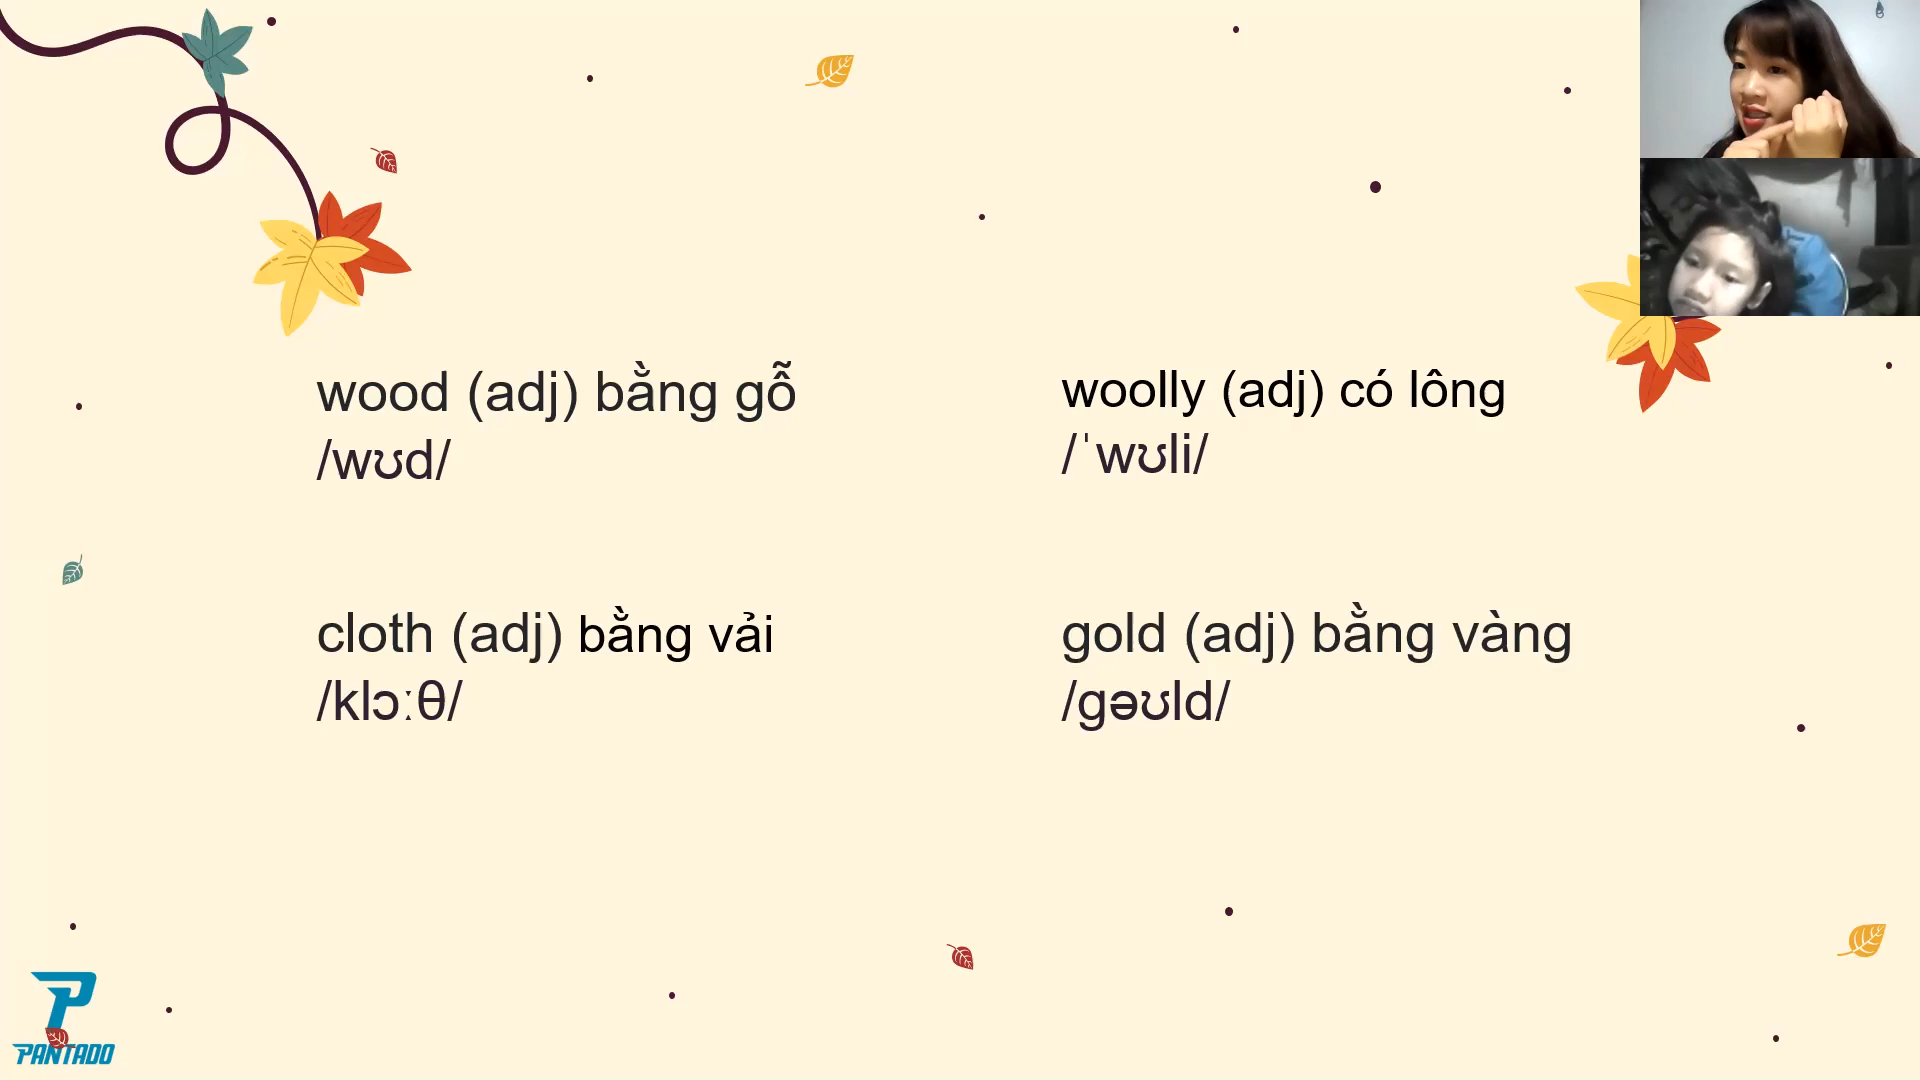 wood (adj) bằng gỗ
/wʊd/
woolly (adj) có lông
/ˈwʊli/
cloth (adj) bằng vải
/klɔːθ/
gold (adj) bằng vàng
/gəʊld/
PANTADO